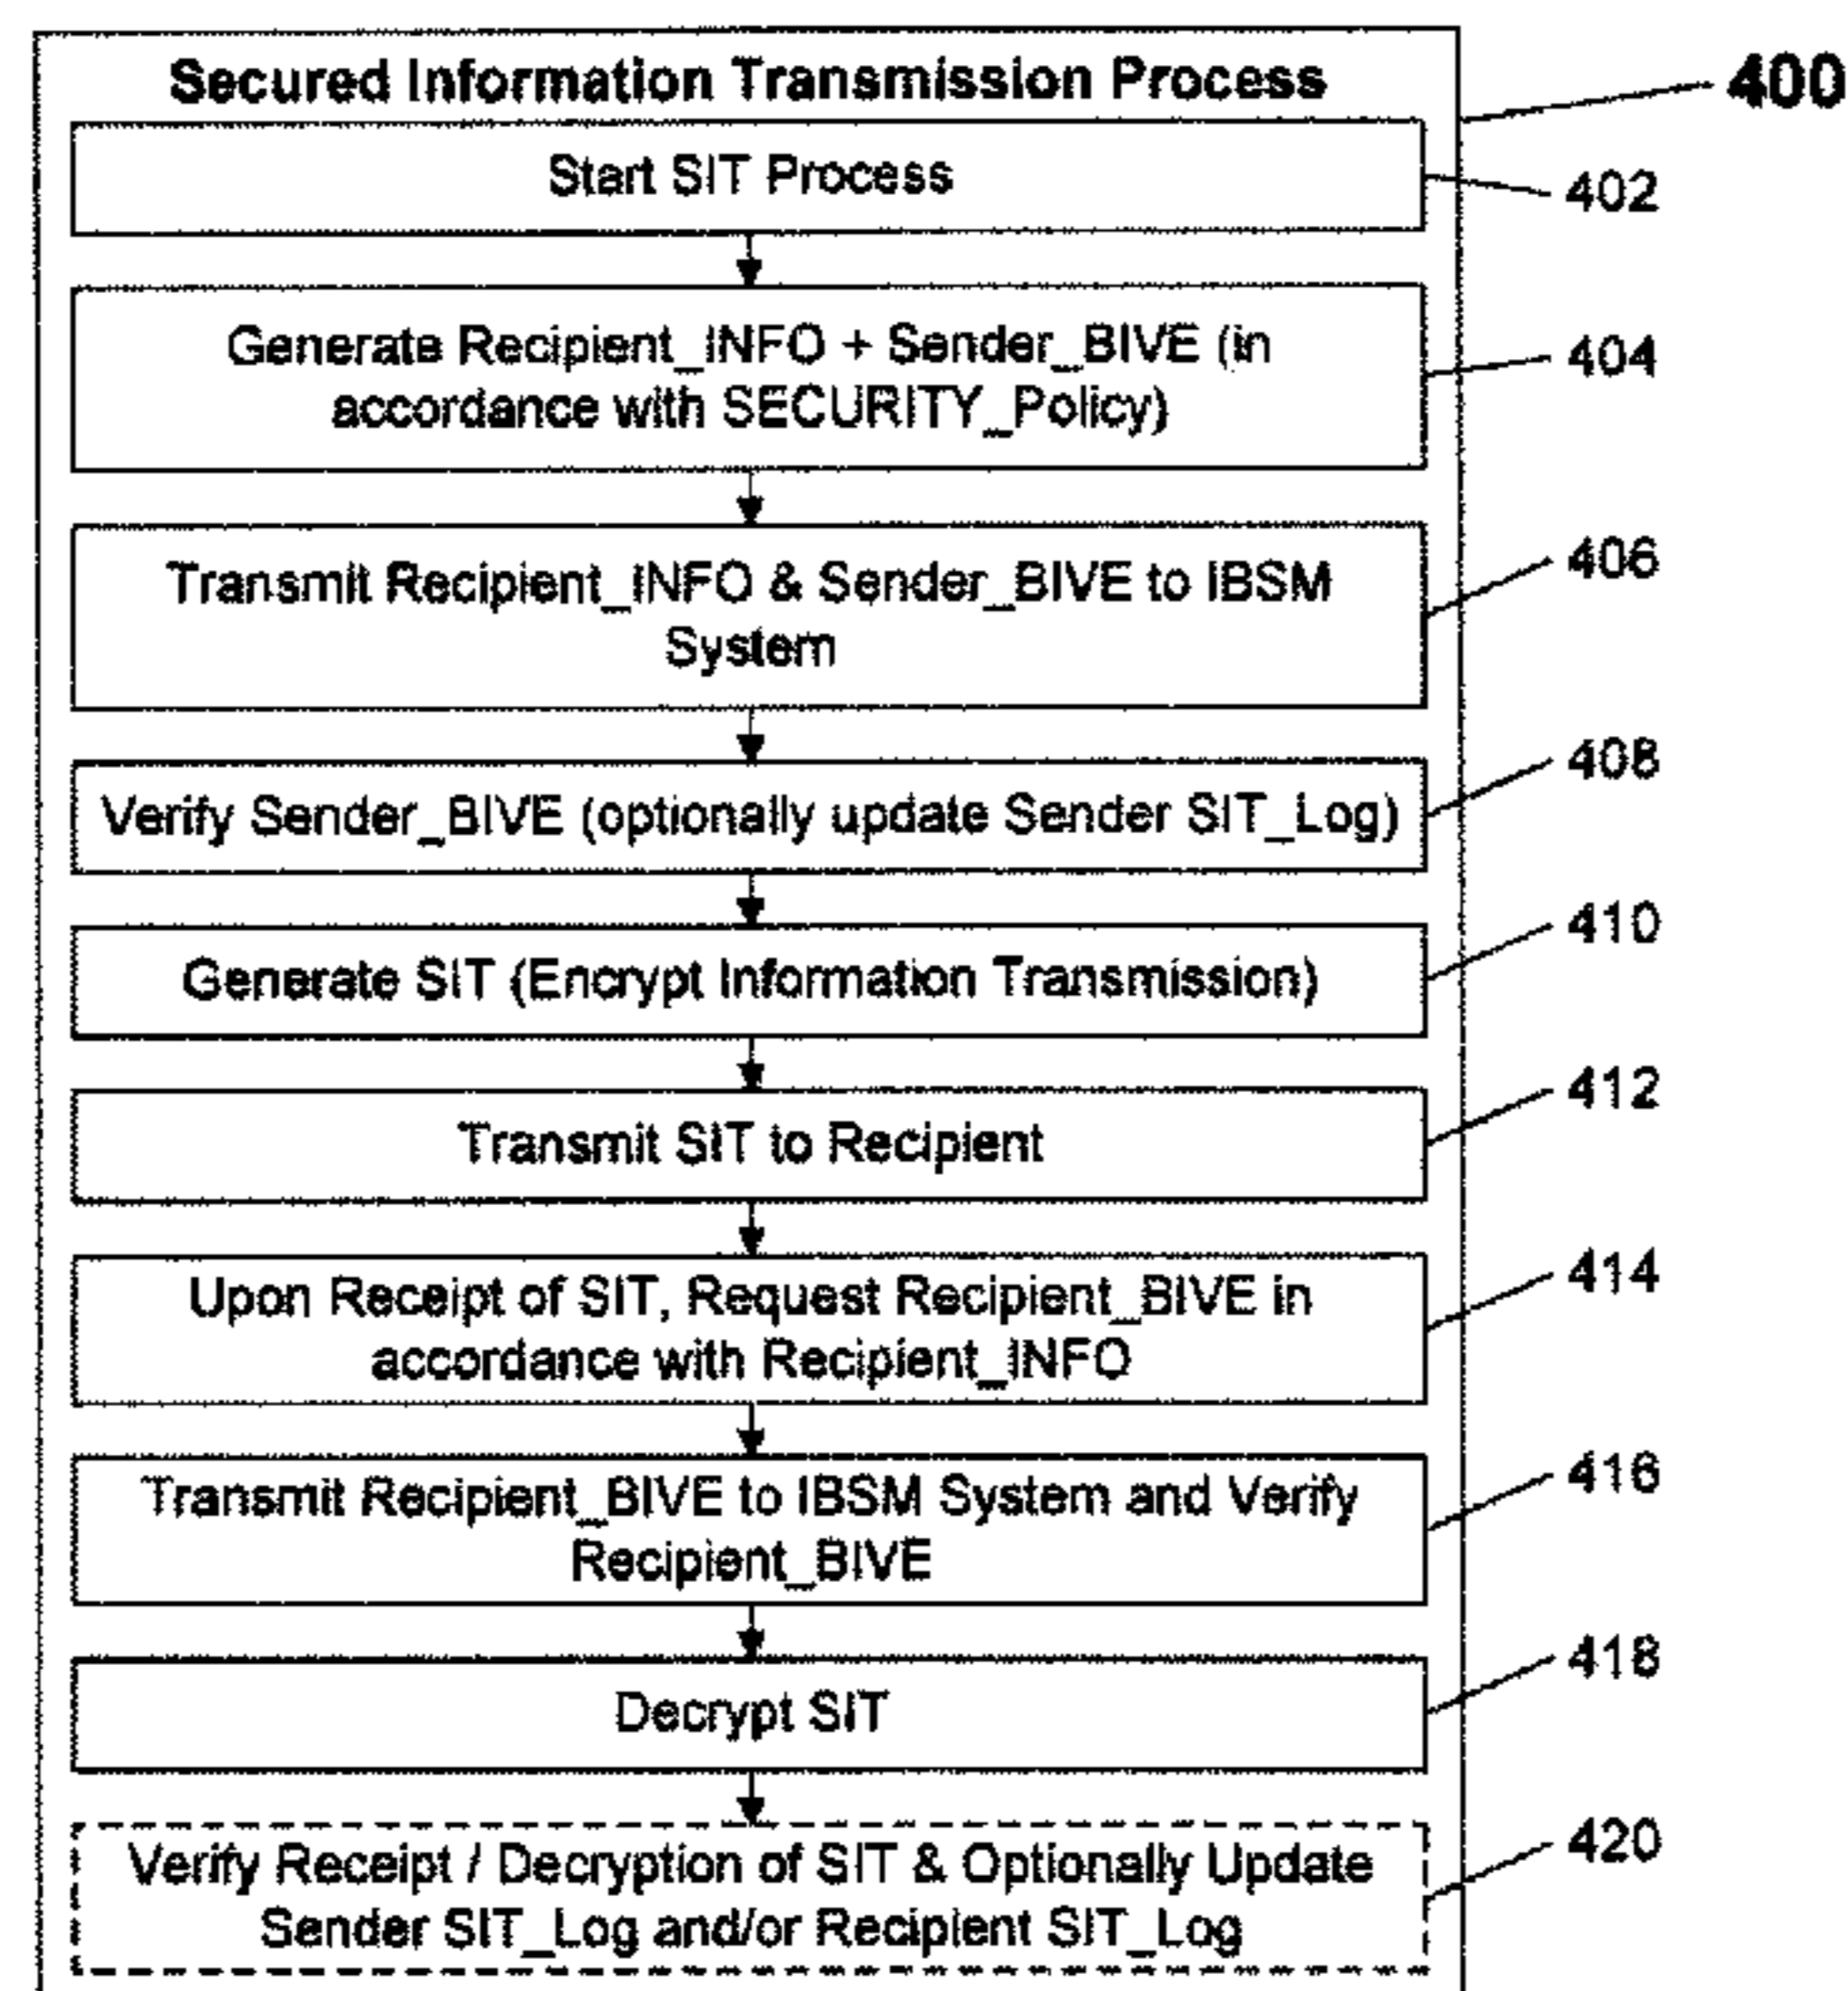 Secured Information Transmission Process
400
Start SIT Process
402
Generate Recipient_INFO + Sender_BIVE (in
accordance with SECURITY_Policy)
404
Transmit Recipient_INFO & Sender_BIVE to IBSM
System
406
Verify Sender_BIVE (optionally update Sender SIT_Log)
408
Generate SIT (Encrypt Information Transmission)
410
Transmit SIT to Recipient
412
Upon Receipt of SIT, Request Recipient_BIVE in
accordance with Recipient_INFO
414
Transmit Recipient_BIVE to IBSM System and Verify
Recipient_BIVE
416
Decrypt SIT
418
Verify Receipt / Decryption of SIT & Optionally Update
Sender SIT_Log and/or Recipient SIT_Log
420